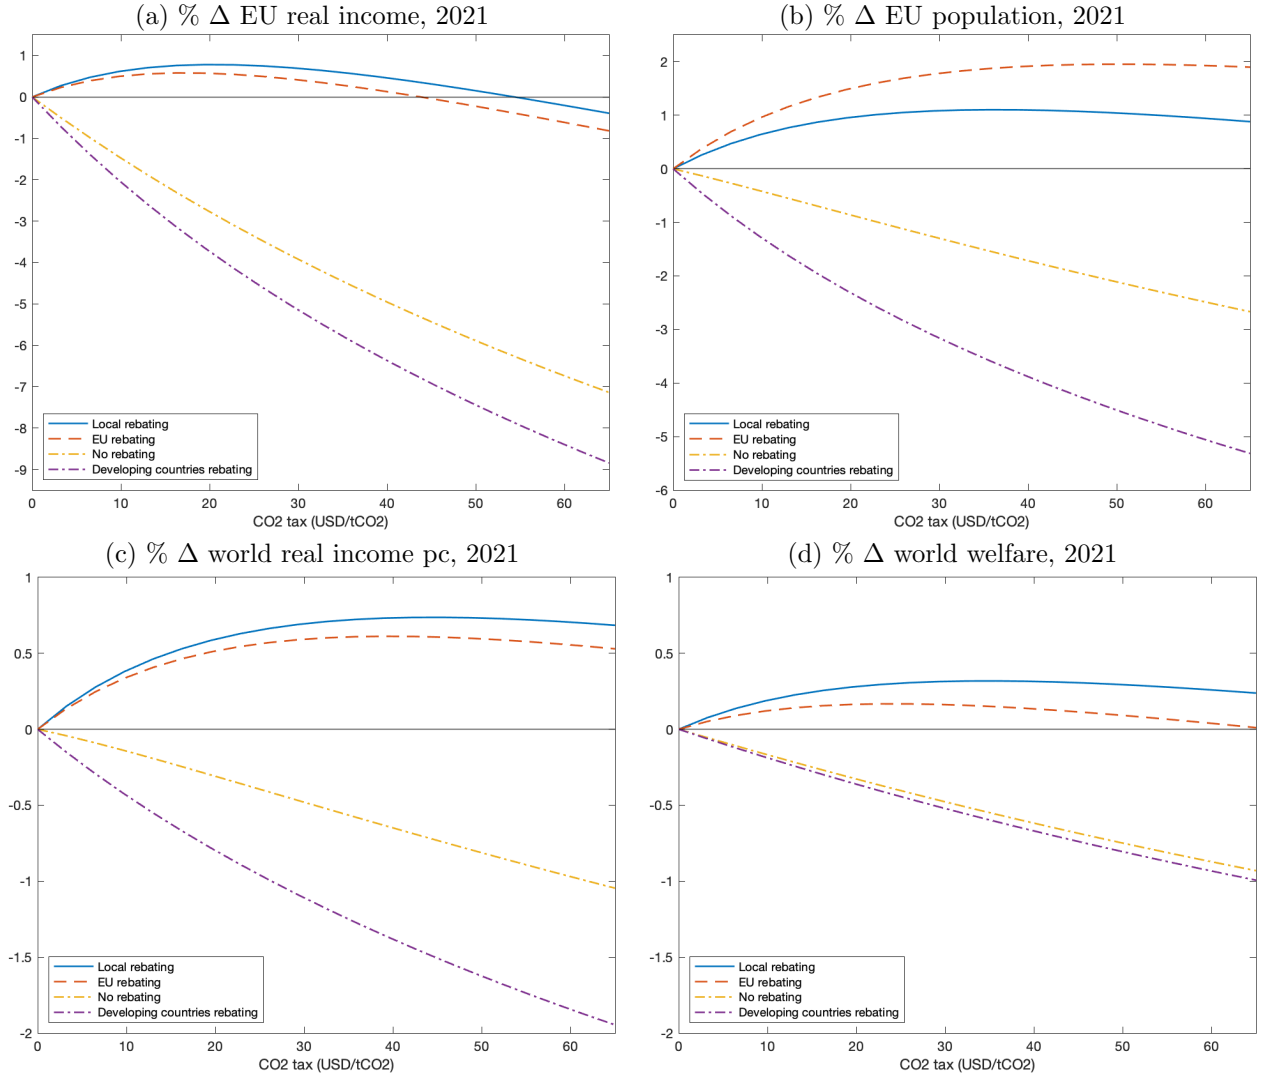 (a) % Δ EU real income, 2021
1
0
-1
-2
-3
-4
-5
-6
-7
-8
-9
Local rebating
EU rebating
No rebating
Developing countries rebating
0 10 20 30 40 50 60
CO2 tax (USD/tCO2)
(b) % Δ EU population, 2021
2
1
0
-1
-2
-3
-4
-5
-6
Local rebating
EU rebating
No rebating
Developing countries rebating
0 10 20 30 40 50 60
CO2 tax (USD/tCO2)
(c) % Δ world real income pc, 2021
1
0.5
0
-0.5
-1
-1.5
-2
Local rebating
EU rebating
No rebating
Developing countries rebating
0 10 20 30 40 50 60
CO2 tax (USD/tCO2)
(d) % Δ world welfare, 2021
1
0.5
0
-0.5
-1
-1.5
-2
Local rebating
EU rebating
No rebating
Developing countries rebating
0 10 20 30 40 50 60
CO2 tax (USD/tCO2)